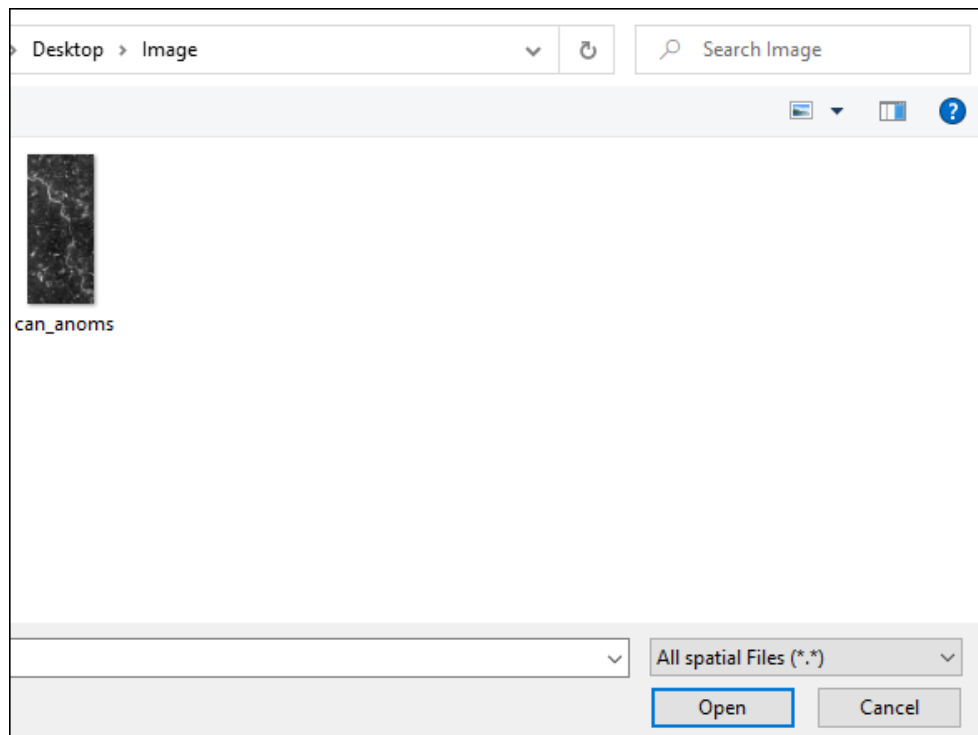 Desktop > Image
Search Image
?
can_anoms
All spatial Files (*.*)
Open
Cancel